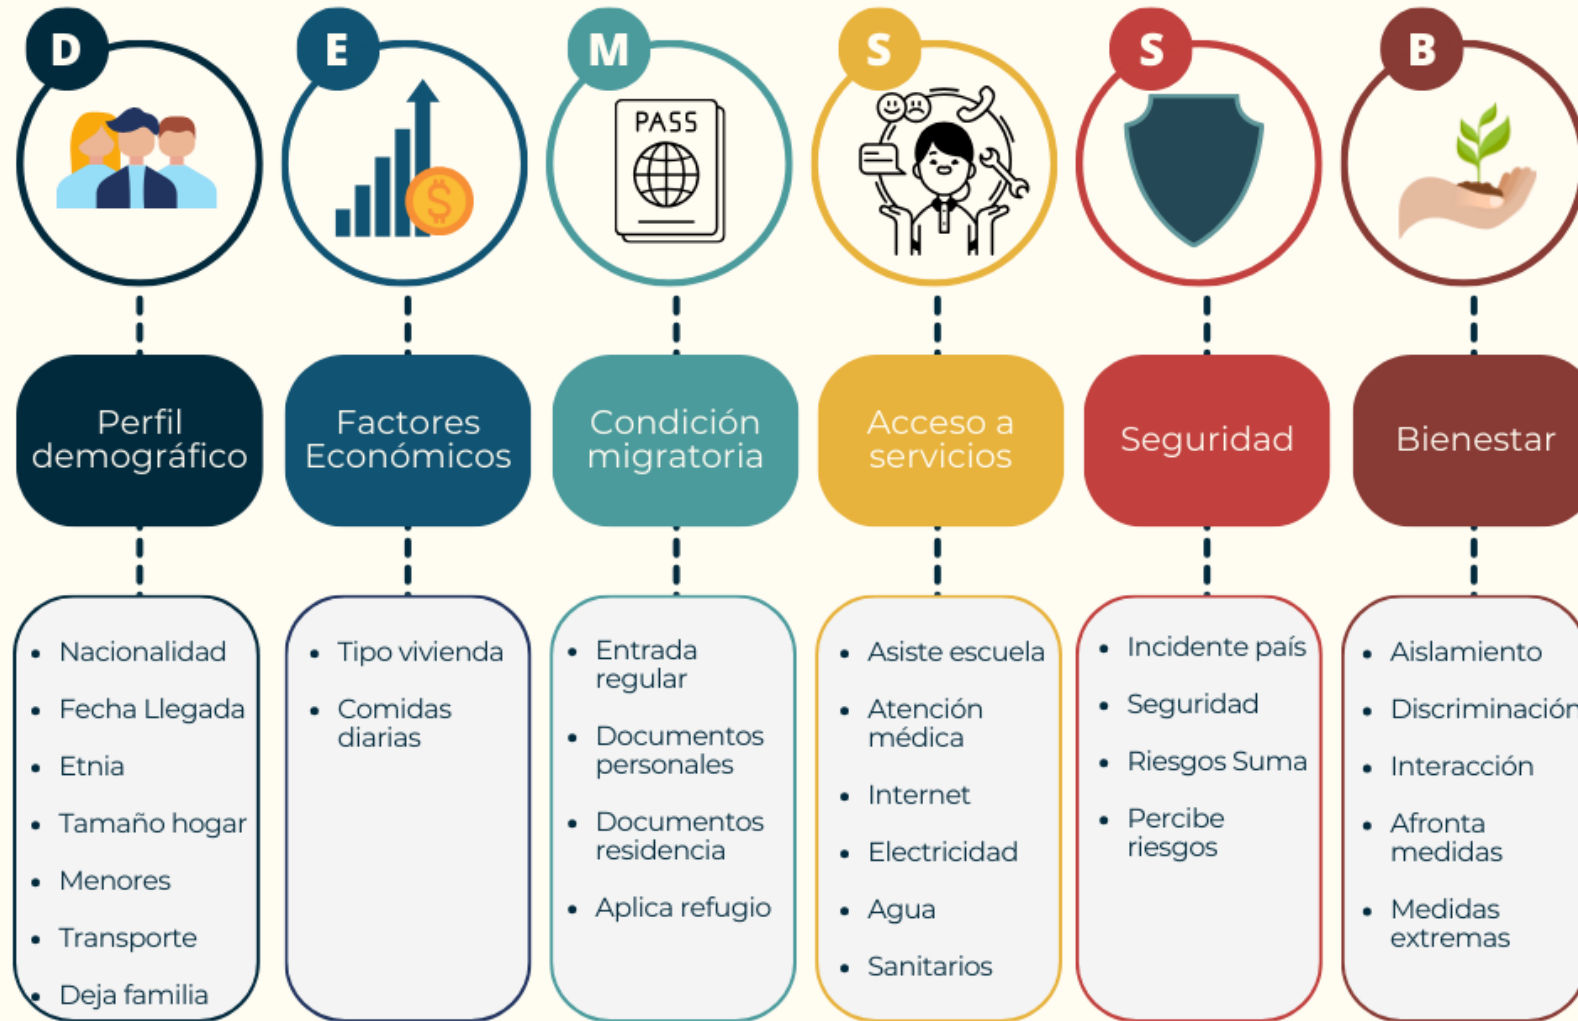 D
E
M
S
S
B
PASS
$
Perfil
demográfico
Factores
Económicos
Condición
migratoria
Acceso a
servicios
Seguridad
Bienestar
• Nacionalidad
• Fecha Llegada
• Etnia
• Tamaño hogar
• Menores
• Transporte
• Deja familia
• Tipo vivienda
• Comidas
diarias
• Entrada
regular
• Documentos
personales
• Documentos
residencia
• Aplica refugio
• Asiste escuela
• Atención
médica
• Internet
• Electricidad
• Agua
• Sanitarios
• Incidente país
• Seguridad
• Riesgos Suma
• Percibe
riesgos
• Aislamiento
• Discriminación
• Interacción
• Afronta
medidas
• Medidas
extremas